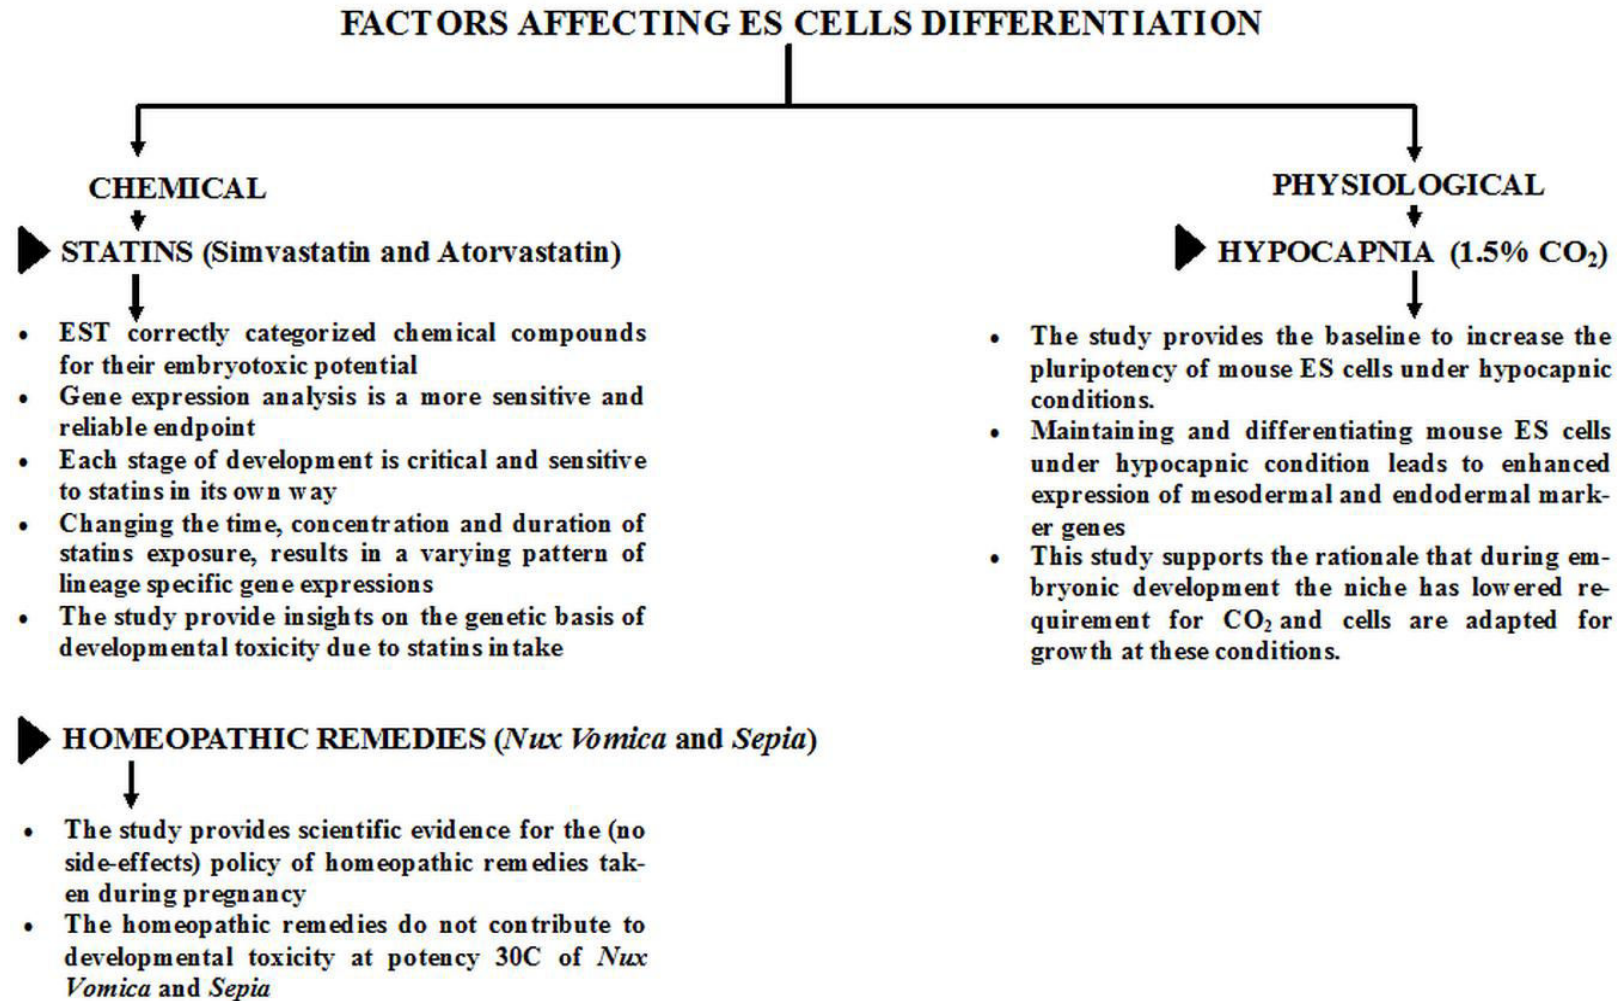 FACTORS AFFECTING ES CELLS DIFFERENTIATION
CHEMICAL
STATINS (Simvastatin and Atorvastatin)
• EST correctly categorized chemical compounds
for their embryotoxic potential
• Gene expression analysis is a more sensitive and
reliable endpoint
• Each stage of development is critical and sensitive
to statins in its own way
• Changing the time, concentration and duration of
statins exposure, results in a varying pattern of
lineage specific gene expressions
• The study provide insights on the genetic basis of
developmental toxicity due to statins intake
HOMEOPATHIC REMEDIES (Nux Vomica and Sepia)
• The study provides scientific evidence for the (no
side-effects) policy of homeopathic remedies tak-
en during pregnancy
• The homeopathic remedies do not contribute to
developmental toxicity at potency 30C of Nux
Vomica and Sepia
PHYSIOLOGICAL
HYPOCAPNIA (1.5% CO₂)
• The study provides the baseline to increase the
pluripotency of mouse ES cells under hypocapnic
conditions.
• Maintaining and differentiating mouse ES cells
under hypocapnic condition leads to enhanced
expression of mesodermal and endodermal mark-
er genes
• This study supports the rationale that during em-
bryonic development the niche has lowered re-
quirement for CO₂ and cells are adapted for
growth at these conditions.